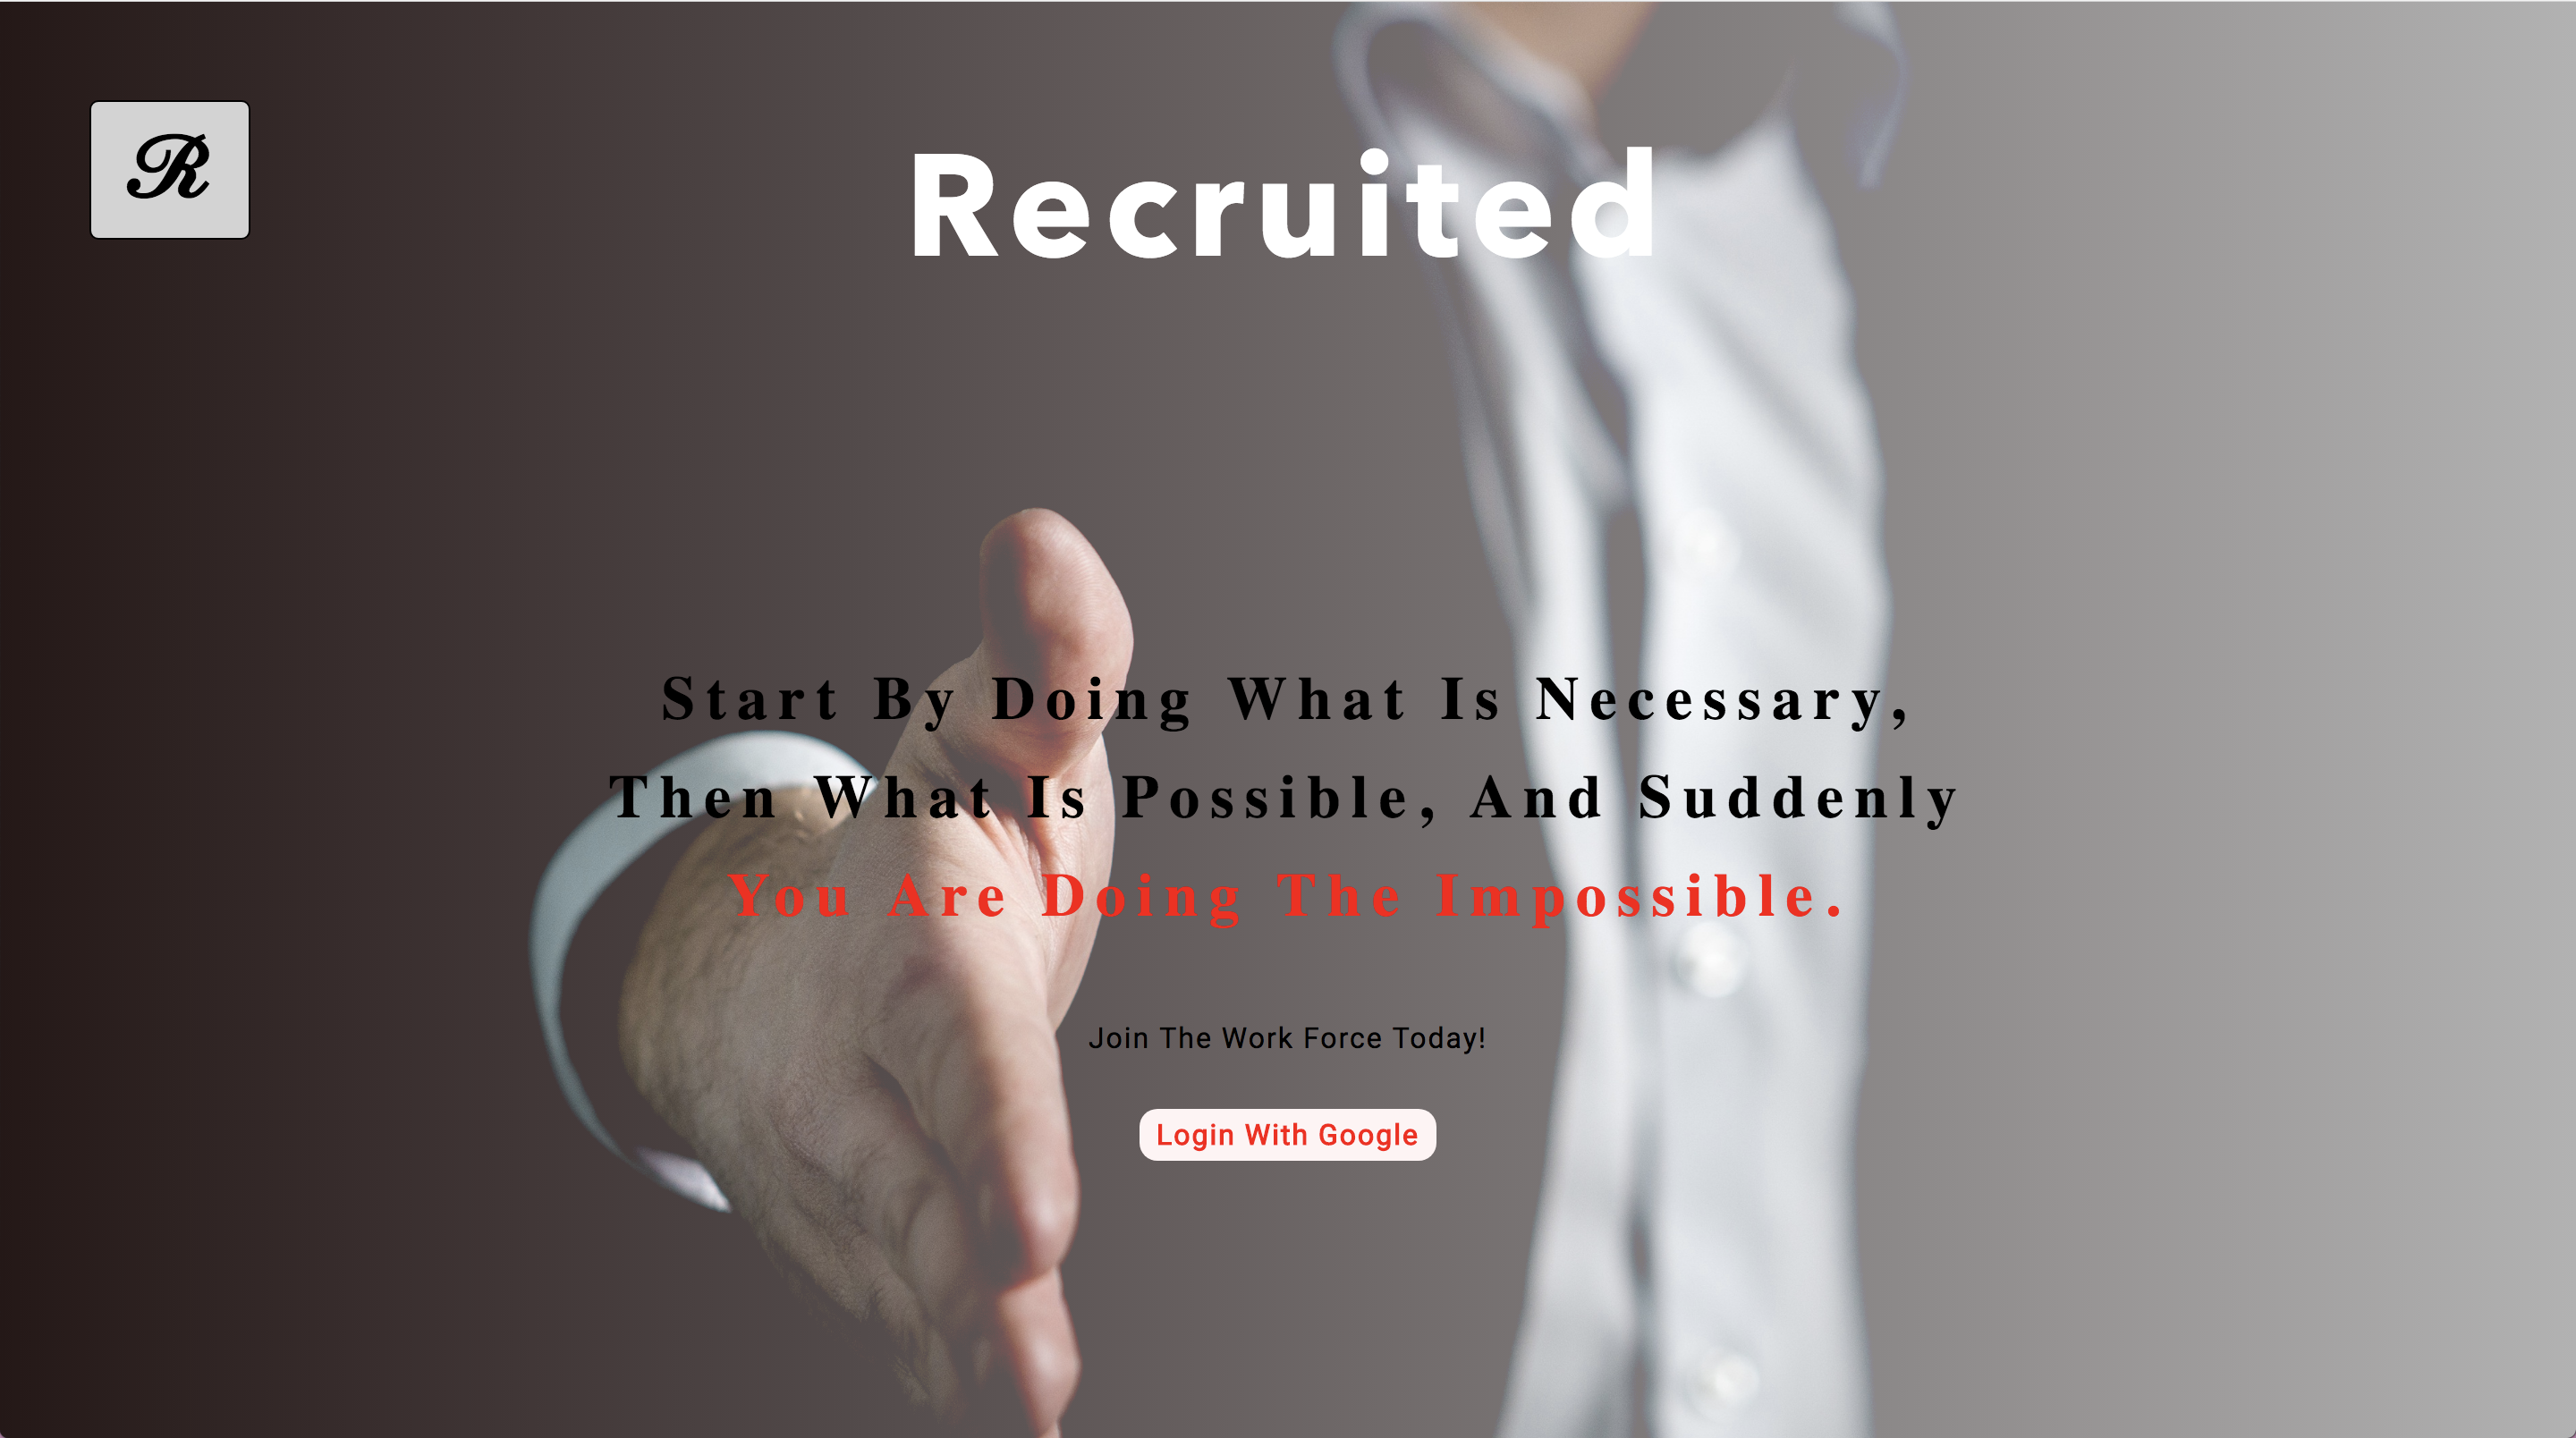 R
Recruited
Start By Doing What Is Necessary,
Then What Is Possible, And Suddenly
You Are Doing The Impossible.
Join The Work Force Today!
Login With Google